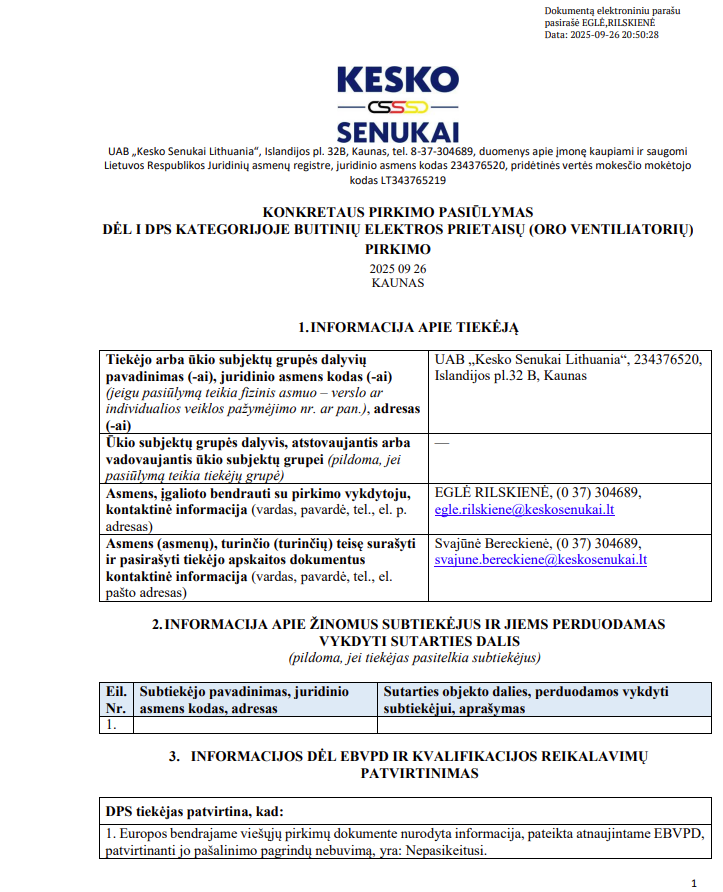 Dokumentą elektroniniu parašu
pasirašė EGLĖ,RILSKIENĖ
Data: 2025-09-26 20:50:28
KESKO
SENUKAI
UAB „Kesko Senukai Lithuania“, Islandijos pl. 32B, Kaunas, tel. 8-37-304689, duomenys apie įmonę kaupiami ir saugomi
Lietuvos Respublikos Juridinių asmenų registre, juridinio asmens kodas 234376520, pridėtinės vertės mokesčio mokėtojo
kodas LT343765219
KONKRETAUS PIRKIMO PASIŪLYMAS
DĖL I DPS KATEGORIJOJE BUITINIŲ ELEKTROS PRIETAISŲ (ORO VENTILIATORIŲ)
PIRKIMO
2025 09 26
KAUNAS
1. INFORMACIJA APIE TIEKĖJĄ
Tiekėjo arba ūkio subjektų grupės dalyvių
pavadinimas (-ai), juridinio asmens kodas (-ai)
(jeigu pasiūlymą teikia fizinis asmuo – verslo ar
individualios veiklos pažymėjimo nr. ar pan.), adresas
(-ai)
UAB „Kesko Senukai Lithuania“, 234376520,
Islandijos pl.32 B, Kaunas
Ūkio subjektų grupės dalyvis, atstovaujantis arba
vadovaujantis ūkio subjektų grupei (pildoma, jei
pasiūlymą teikia tiekėjų grupė)
—
Asmens, įgalioto bendrauti su pirkimo vykdytoju,
kontaktinė informacija (vardas, pavardė, tel., el. p.
adresas)
EGLĖ RILSKIENĖ, (0 37) 304689,
egle.rilskiene@keskosenukai.lt
Asmens (asmenų), turinčio (turinčių) teisę surašyti
ir pasirašyti tiekėjo apskaitos dokumentus
kontaktinė informacija (vardas, pavardė, tel., el.
pašto adresas)
Svajūnė Bereckienė, (0 37) 304689,
svajune.bereckiene@keskosenukai.lt
2. INFORMACIJA APIE ŽINOMUS SUBTIEKĖJUS IR JIEMS PERDUODAMAS
VYKDYTI SUTARTIES DALIS
(pildoma, jei tiekėjas pasitelkia subtiekėjus)
Eil.
Nr.
Subtiekėjo pavadinimas, juridinio
asmens kodas, adresas
Sutarties objekto dalies, perduodamos vykdyti
subtiekėjui, aprašymas
1.
3. INFORMACIJOS DĖL EBVPD IR KVALIFIKACIJOS REIKALAVIMŲ
PATVIRTINIMAS
DPS tiekėjas patvirtina, kad:
1. Europos bendrajame viešųjų pirkimų dokumente nurodyta informacija, pateikta atnaujintame EBVPD,
patvirtinanti jo pašalinimo pagrindų nebuvimą, yra: Nepasikeitusi.
1